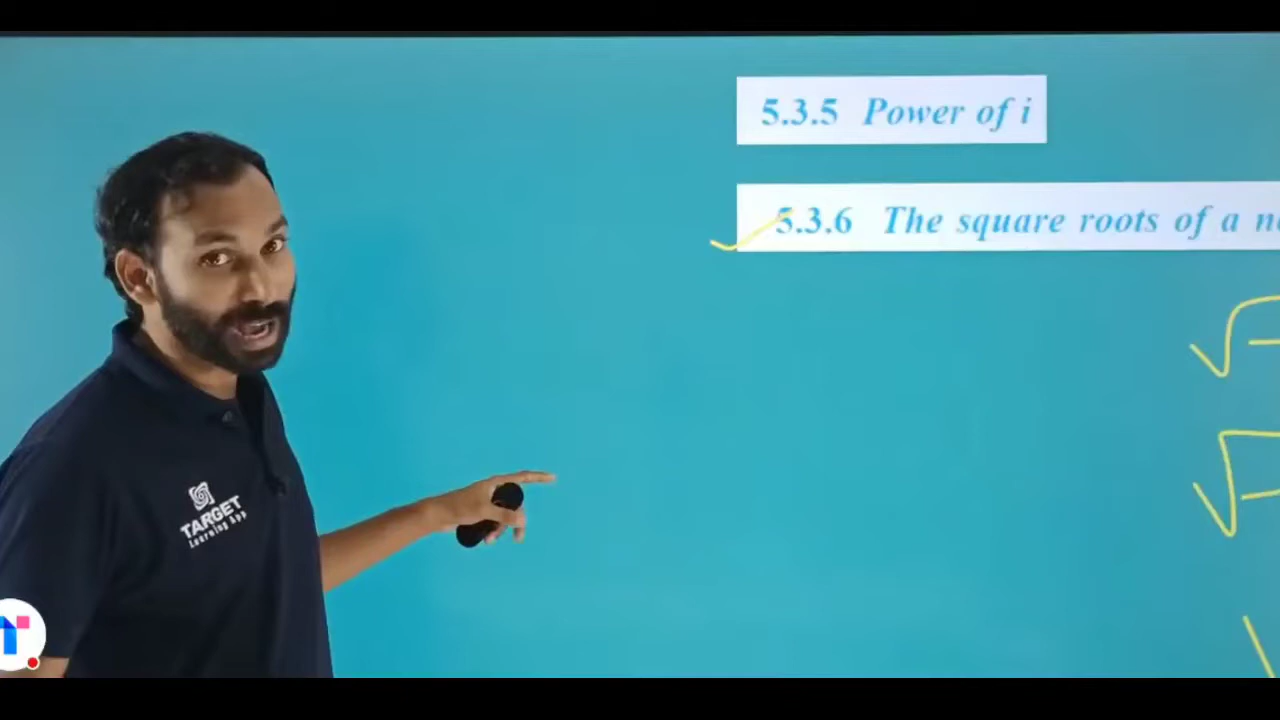 5.3.5 Power of i
5.3.6 The square roots of a
TARGET
Learning App